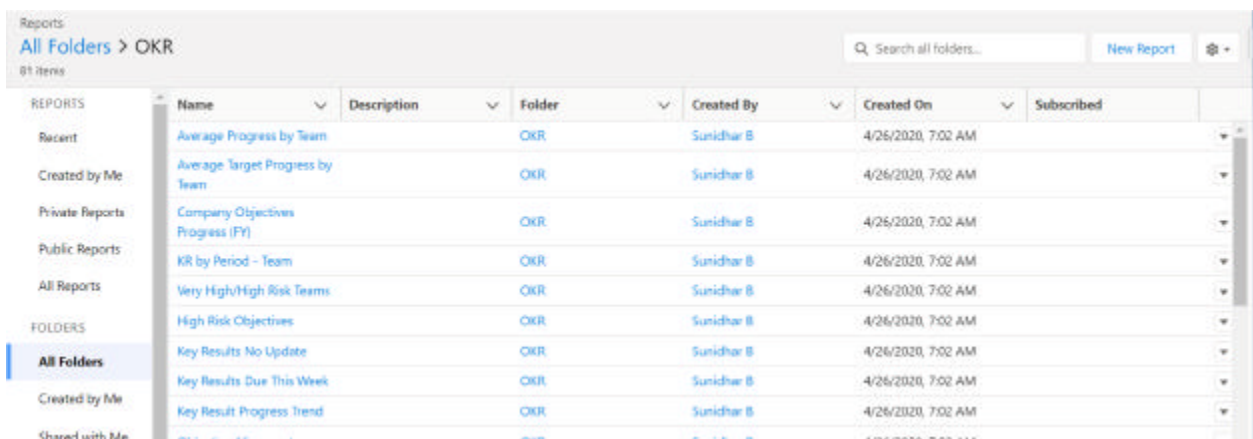 Reports
All Folders > OKR
81 items
Search all folders...
New Report
REPORTS
Recent
Created by Me
Private Reports
Public Reports
All Reports
FOLDERS
All Folders
Created by Me
Shared with Me
Name Description Folder Created By Created On Subscribed
Average Progress by Team OKR Sunidhar B 4/26/2020, 7:02 AM
Average Target Progress by
Team OKR Sunidhar B 4/26/2020, 7:02 AM
Company Objectives
Progress (FY) OKR Sunidhar B 4/26/2020, 7:02 AM
KR by Period - Team OKR Sunidhar B 4/26/2020, 7:02 AM
Very High/High Risk Teams OKR Sunidhar B 4/26/2020, 7:02 AM
High Risk Objectives OKR Sunidhar B 4/26/2020, 7:02 AM
Key Results No Update OKR Sunidhar B 4/26/2020, 7:02 AM
Key Results Due This Week OKR Sunidhar B 4/26/2020, 7:02 AM
Key Result Progress Trend OKR Sunidhar B 4/26/2020, 7:02 AM